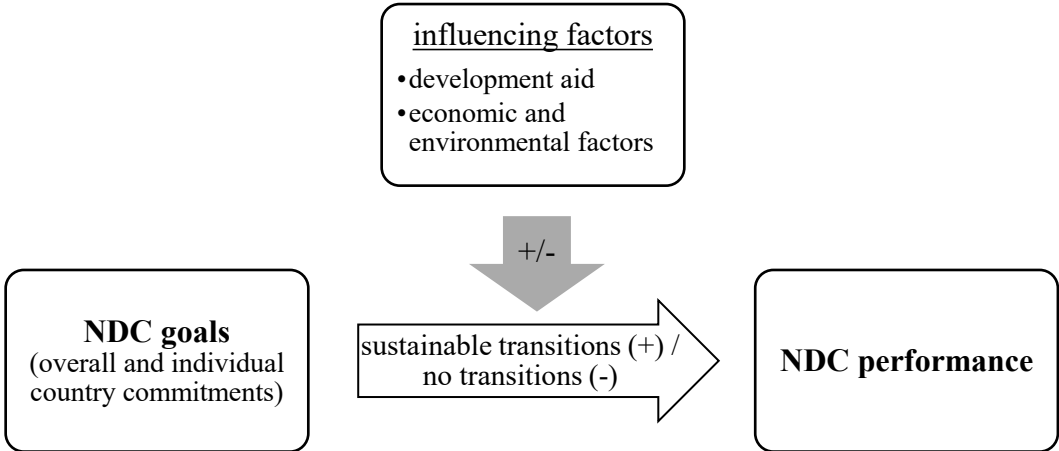 influencing factors
•development aid
•economic and
environmental factors
+/-
NDC goals
(overall and individual
country commitments)
sustainable transitions (+) /
no transitions (-)
NDC performance